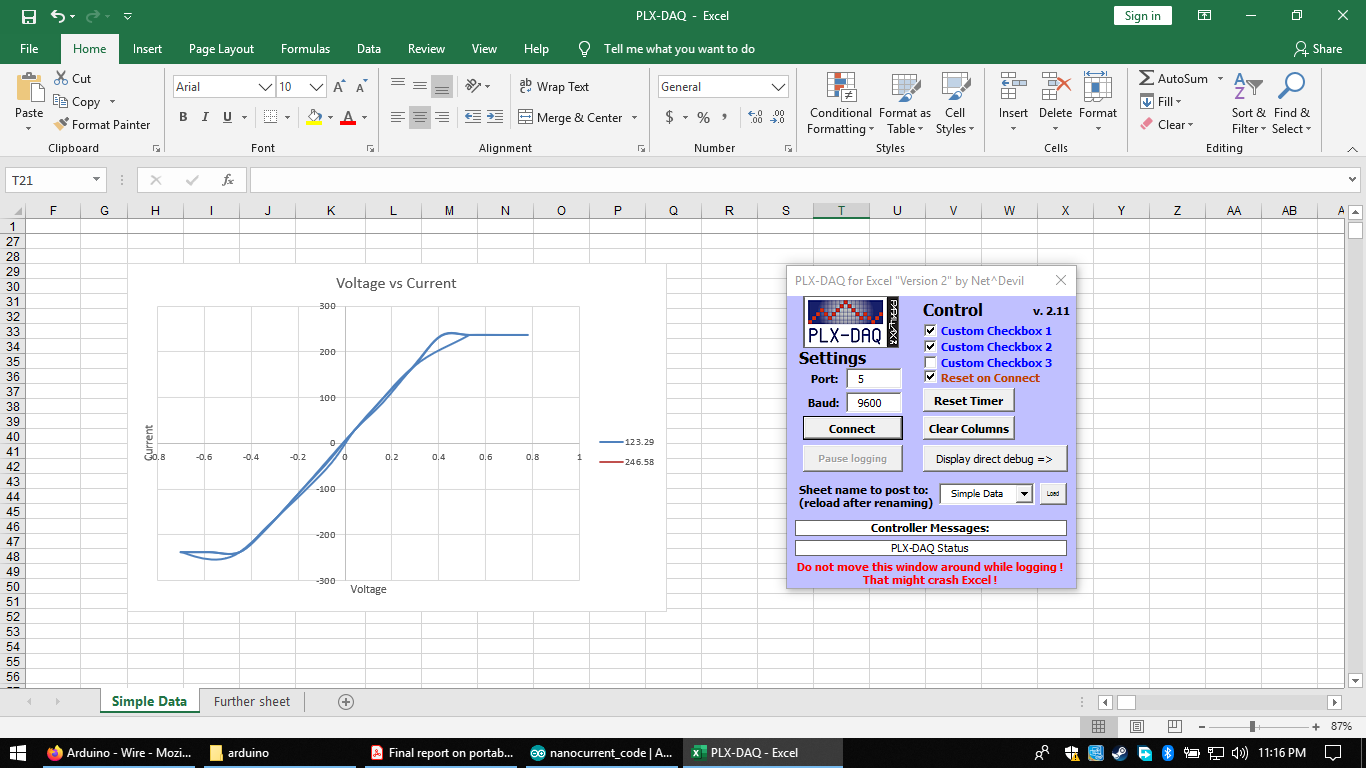 PLX-DAQ - Excel
Sign in
File Home Insert Page Layout Formulas Data Review View Help Tell me what you want to do Share
Paste
Cut
Copy
Format Painter
Clipboard
Arial 10
B I U
Font
Wrap Text
Merge & Center
Alignment
General
$ % ,
Number
Conditional Formatting
Format as Table
Cell Styles
Styles
Insert Delete Format
Cells
AutoSum
Fill
Clear
Sort & Filter
Find & Select
Editing
T21
fx
F G H I J K L M N O P Q R S T U V W X Y Z AA AB A
1
27
28
29
30
31
32
33
34
35
36
37
38
39
40
41
42
43
44
45
46
47
48
49
50
51
52
53
54
55
56
Voltage vs Current
300
200
100
0
-100
-200
-300
-0.8 -0.6 -0.4 -0.2 0 0.2 0.4 0.6 0.8 1
Current
Voltage
123.29
246.58
PLX-DAQ for Excel "Version 2" by Net^Devil
PLX-DAQ
PARALLAX
Control v. 2.11
Custom Checkbox 1
Custom Checkbox 2
Custom Checkbox 3
Reset on Connect
Settings
Port: 5
Baud: 9600
Reset Timer
Connect
Clear Columns
Pause logging
Display direct debug =>
Sheet name to post to:
(reload after renaming)
Simple Data
Load
Controller Messages:
PLX-DAQ Status
Do not move this window around while logging !
That might crash Excel !
Simple Data Further sheet
87%
Arduino - Wire - Mozi... arduino Final report on portab... nanocurrent_code | A... PLX-DAQ - Excel
11:16 PM